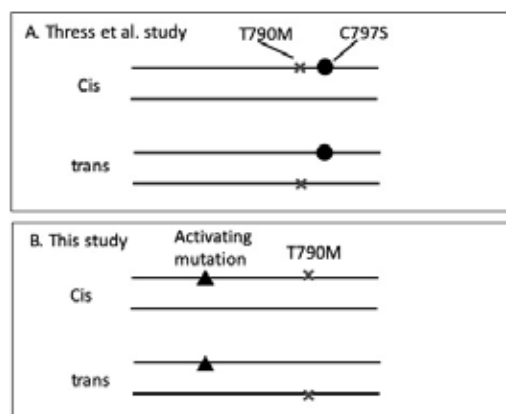 A. Thress et al. study
T790M
C797S
Cis
trans
B. This study
Activating
mutation
T790M
Cis
trans